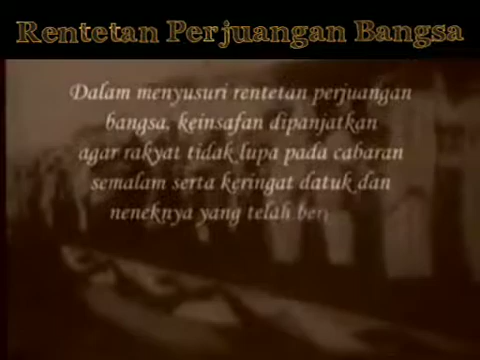 Rentetan Perjuangan Bangsa
Dalam menyusuri rentetan perjuangan
bangsa, keinsafan dipanjatkan
agar rakyat tidak lupa pada cabaran
semalam serta keringat datuk dan
neneknya yang telah ber